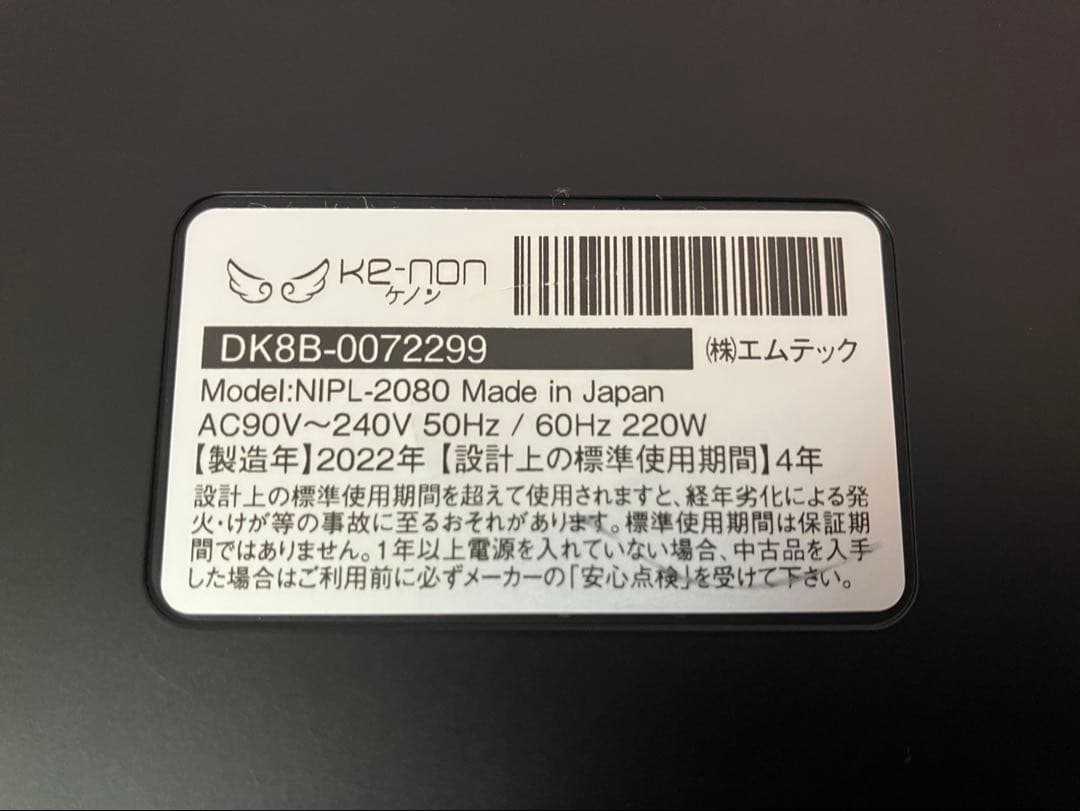 ke-non
ケノン
DK8B-0072299
㈱エムテック
Model:NIPL-2080 Made in Japan
AC90V～240V 50Hz / 60Hz 220W
【製造年】2022年【設計上の標準使用期間】4年
設計上の標準使用期間を超えて使用されますと、経年劣化による発
火・けが等の事故に至るおそれがあります。標準使用期間は保証期
間ではありません。1年以上電源を入れていない場合、中古品を入手
した場合はご利用前に必ずメーカーの「安心点検」を受けて下さい。